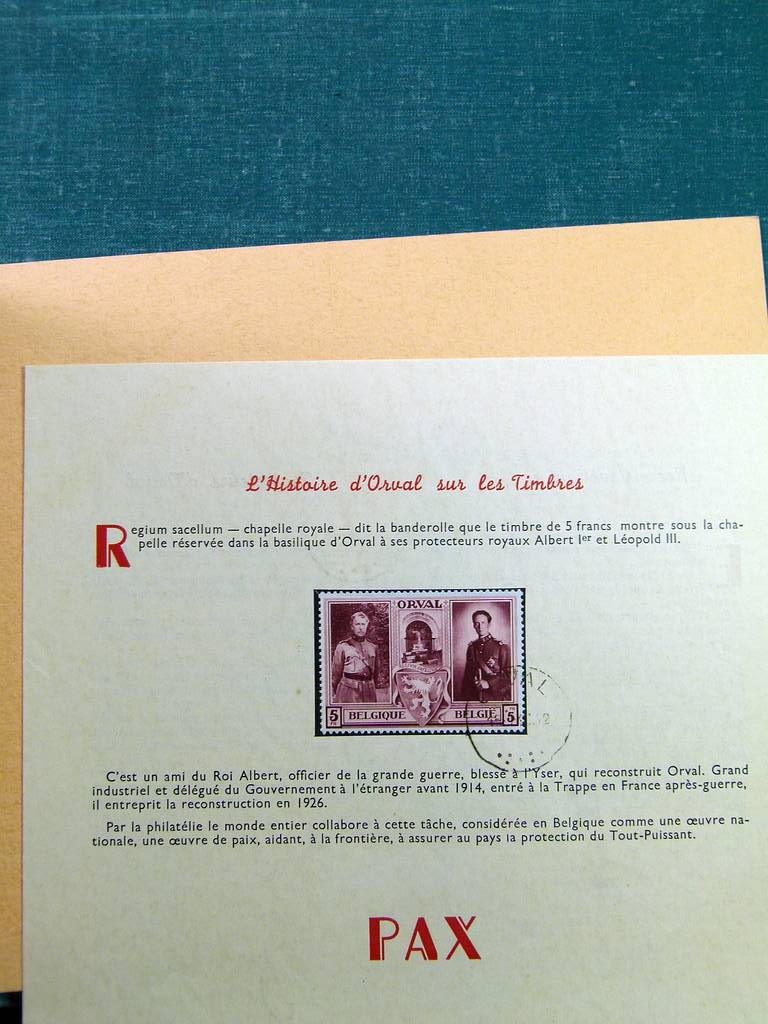 L'Histoire d'Orval sur les Timbres
Regium sacellum — chapelle royale — dit la banderolle que le timbre de 5 francs montre sous la cha-
pelle réservée dans la basilique d'Orval à ses protecteurs royaux Albert Ier et Léopold III.
ORVAL
5 BELGIQUE BELGIË 5
C'est un ami du Roi Albert, officier de la grande guerre, blessé à l'Yser, qui reconstruit Orval. Grand
industriel et délégué du Gouvernement à l'étranger avant 1914, entré à la Trappe en France après-guerre,
il entreprit la reconstruction en 1926.
Par la philatélie le monde entier collabore à cette tâche, considérée en Belgique comme une œuvre na-
tionale, une œuvre de paix, aidant, à la frontière, à assurer au pays la protection du Tout-Puissant.
PAX